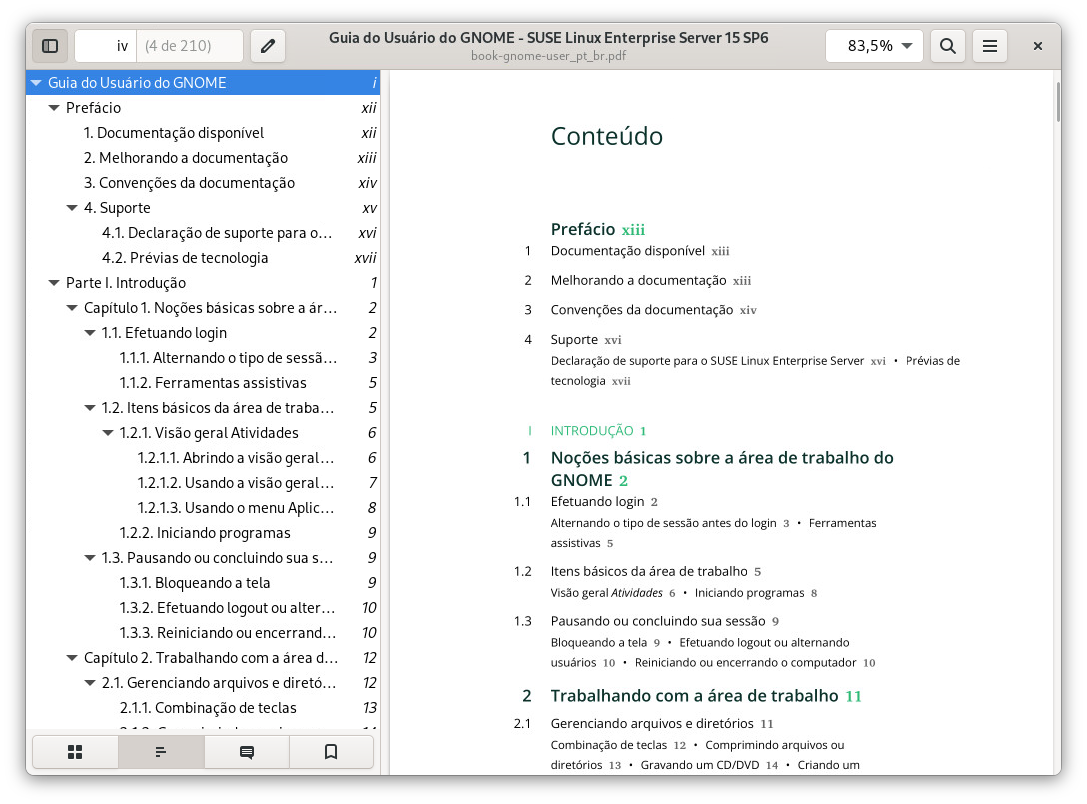 iv (4 de 210)
Guia do Usuário do GNOME - SUSE Linux Enterprise Server 15 SP6
book-gnome-user_pt_br.pdf
83,5%
Guia do Usuário do GNOME i
Prefácio xii
1. Documentação disponível xii
2. Melhorando a documentação xiii
3. Convenções da documentação xiv
4. Suporte xv
4.1. Declaração de suporte para o… xvi
4.2. Prévias de tecnologia xvii
Parte I. Introdução 1
Capítulo 1. Noções básicas sobre a ár… 2
1.1. Efetuando login 2
1.1.1. Alternando o tipo de sessã… 3
1.1.2. Ferramentas assistivas 5
1.2. Itens básicos da área de traba… 5
1.2.1. Visão geral Atividades 6
1.2.1.1. Abrindo a visão geral… 6
1.2.1.2. Usando a visão geral… 7
1.2.1.3. Usando o menu Aplic… 8
1.2.2. Iniciando programas 9
1.3. Pausando ou concluindo sua s… 9
1.3.1. Bloqueando a tela 9
1.3.2. Efetuando logout ou alter… 10
1.3.3. Reiniciando ou encerrand… 10
Capítulo 2. Trabalhando com a área d… 12
2.1. Gerenciando arquivos e diretó… 12
2.1.1. Combinação de teclas 13
Conteúdo
Prefácio xiii
1 Documentação disponível xiii
2 Melhorando a documentação xiii
3 Convenções da documentação xiv
4 Suporte xvi
Declaração de suporte para o SUSE Linux Enterprise Server xvi • Prévias de
tecnologia xvii
I INTRODUÇÃO 1
1 Noções básicas sobre a área de trabalho do
GNOME 2
1.1 Efetuando login 2
Alternando o tipo de sessão antes do login 3 • Ferramentas
assistivas 5
1.2 Itens básicos da área de trabalho 5
Visão geral Atividades 6 • Iniciando programas 8
1.3 Pausando ou concluindo sua sessão 9
Bloqueando a tela 9 • Efetuando logout ou alternando
usuários 10 • Reiniciando ou encerrando o computador 10
2 Trabalhando com a área de trabalho 11
2.1 Gerenciando arquivos e diretórios 11
Combinação de teclas 12 • Comprimindo arquivos ou
diretórios 13 • Gravando um CD/DVD 14 • Criando um